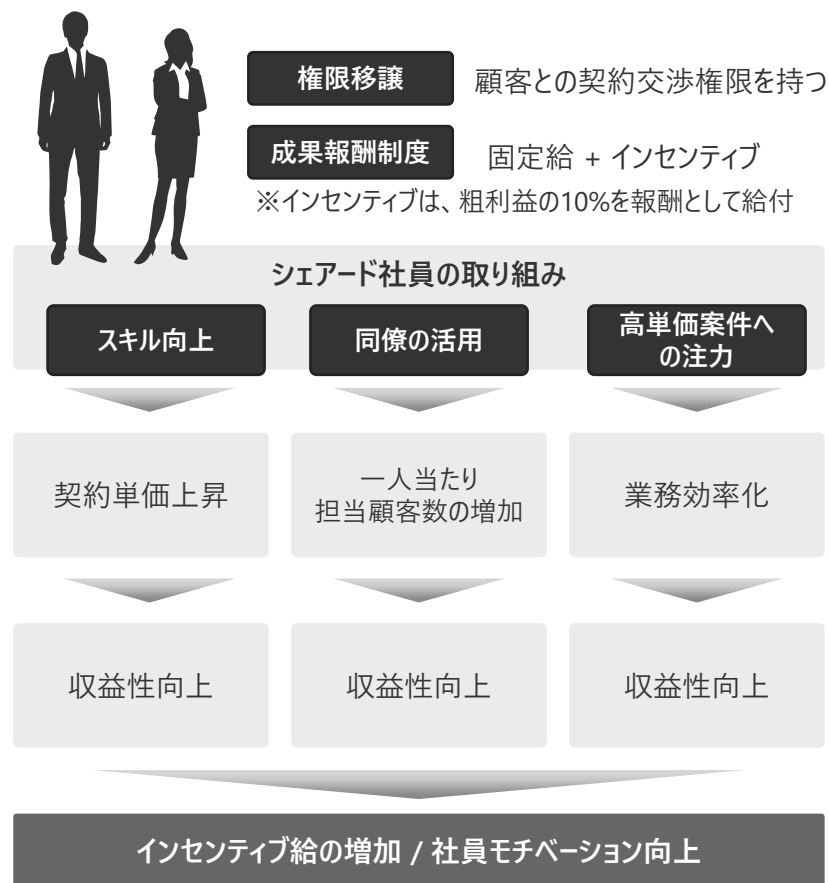 権限移譲 顧客との契約交渉権限を持つ
成果報酬制度 固定給 + インセンティブ
※インセンティブは、粗利益の10%を報酬として給付
シェアード社員の取り組み
スキル向上
同僚の活用
高単価案件へ
の注力
契約単価上昇
一人当たり
担当顧客数の増加
業務効率化
収益性向上
収益性向上
収益性向上
インセンティブ給の増加 / 社員モチベーション向上